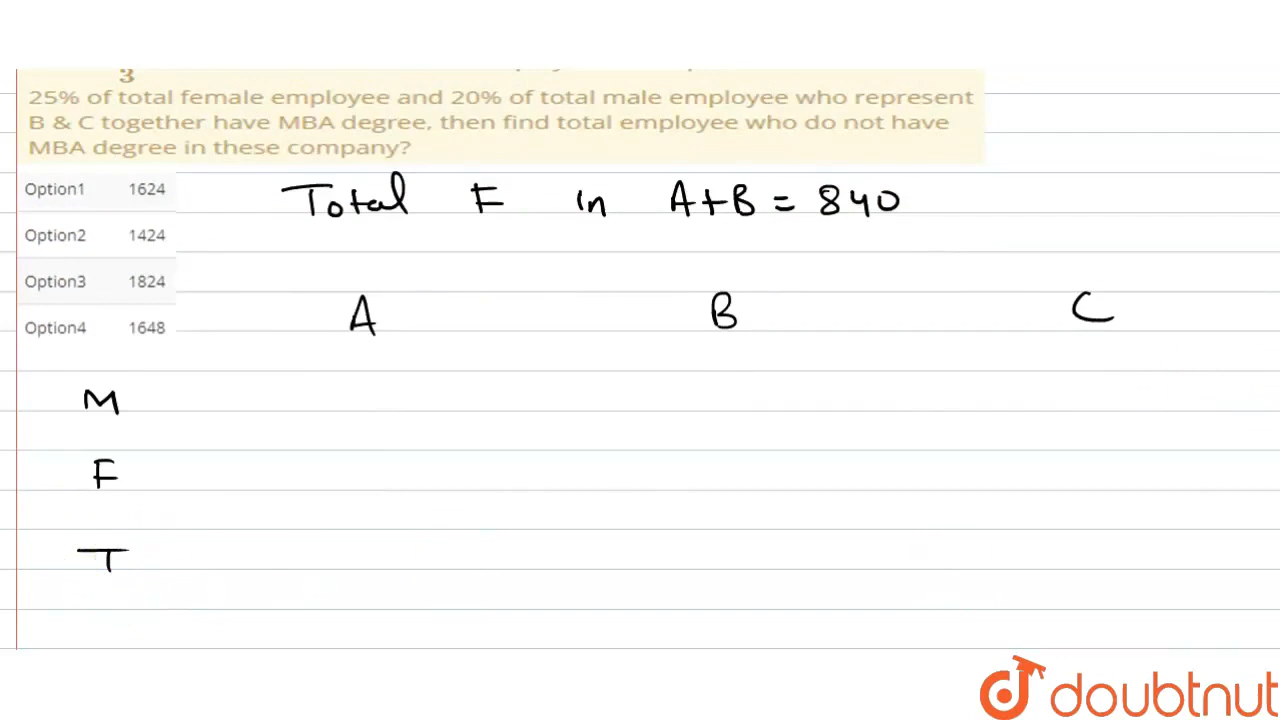 3
25% of total female employee and 20% of total male employee who represent
B & C together have MBA degree, then find total employee who do not have
MBA degree in these company?
Option1 1624
Option2 1424
Option3 1824
Option4 1648
Total F in A+B = 840
A B C
M
F
T
doubtnut